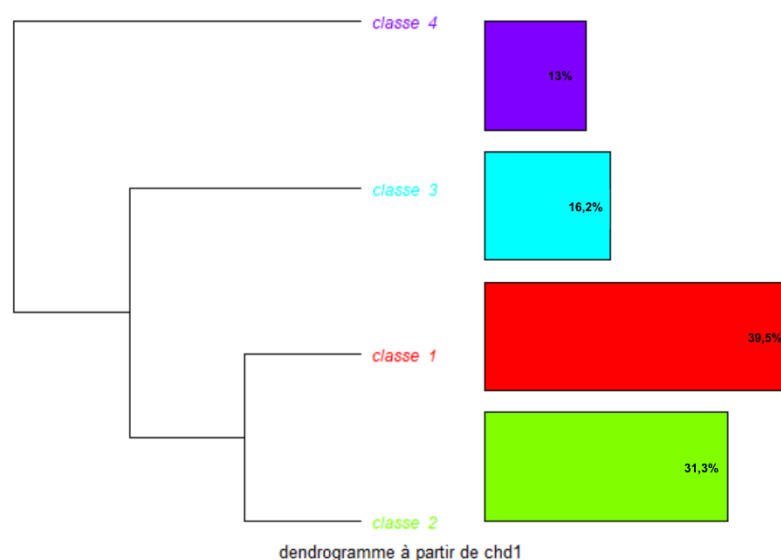 classe 4
13%
classe 3
16,2%
classe 1
39,5%
classe 2
31,3%
dendrogramme à partir de chd1